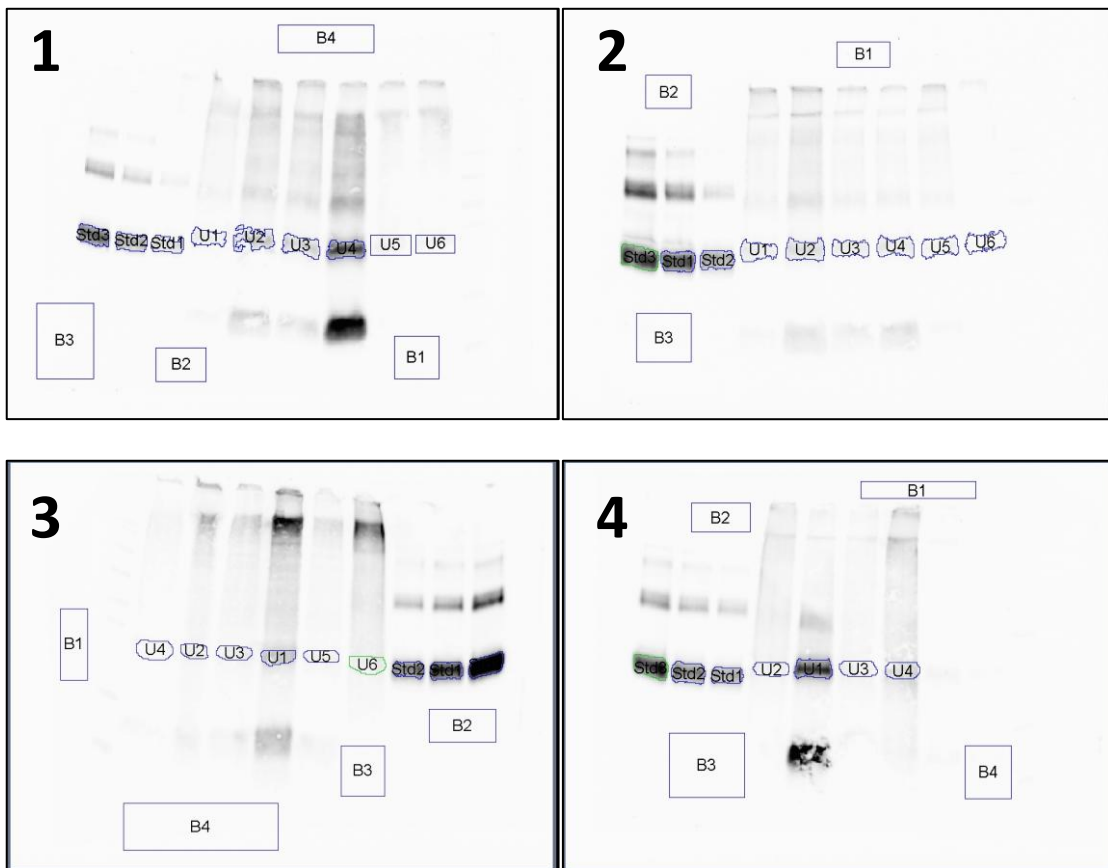 1
B4
Std3 Std2 Std1 U1 U2 U3 U4 U5 U6
B3
B2
B1
2
B1
B2
Std3 Std1 Std2 U1 U2 U3 U4 U5 U6
B3
3
B1
U4 U2 U3 U1 U5 U6 Std2 Std1
B2
B3
B4
4
B1
B2
Std3 Std2 Std1 U2 U1 U3 U4
B3
B4